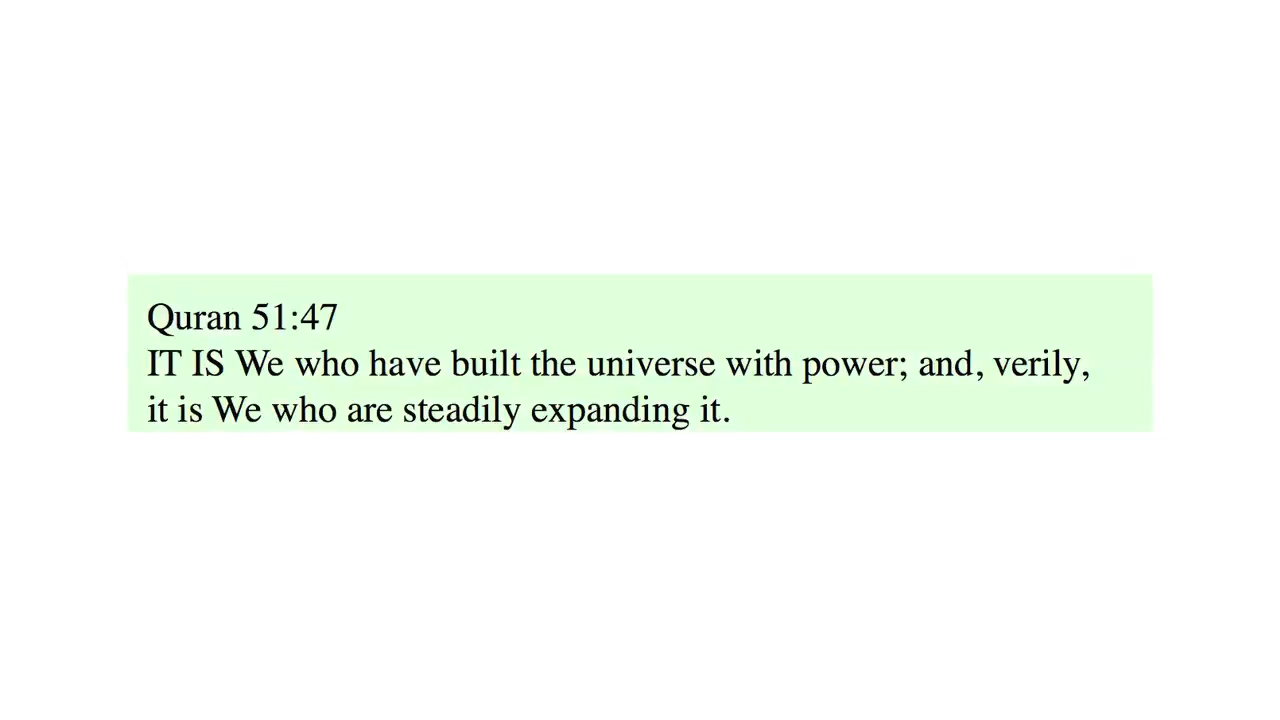 Quran 51:47
IT IS We who have built the universe with power; and, verily,
it is We who are steadily expanding it.